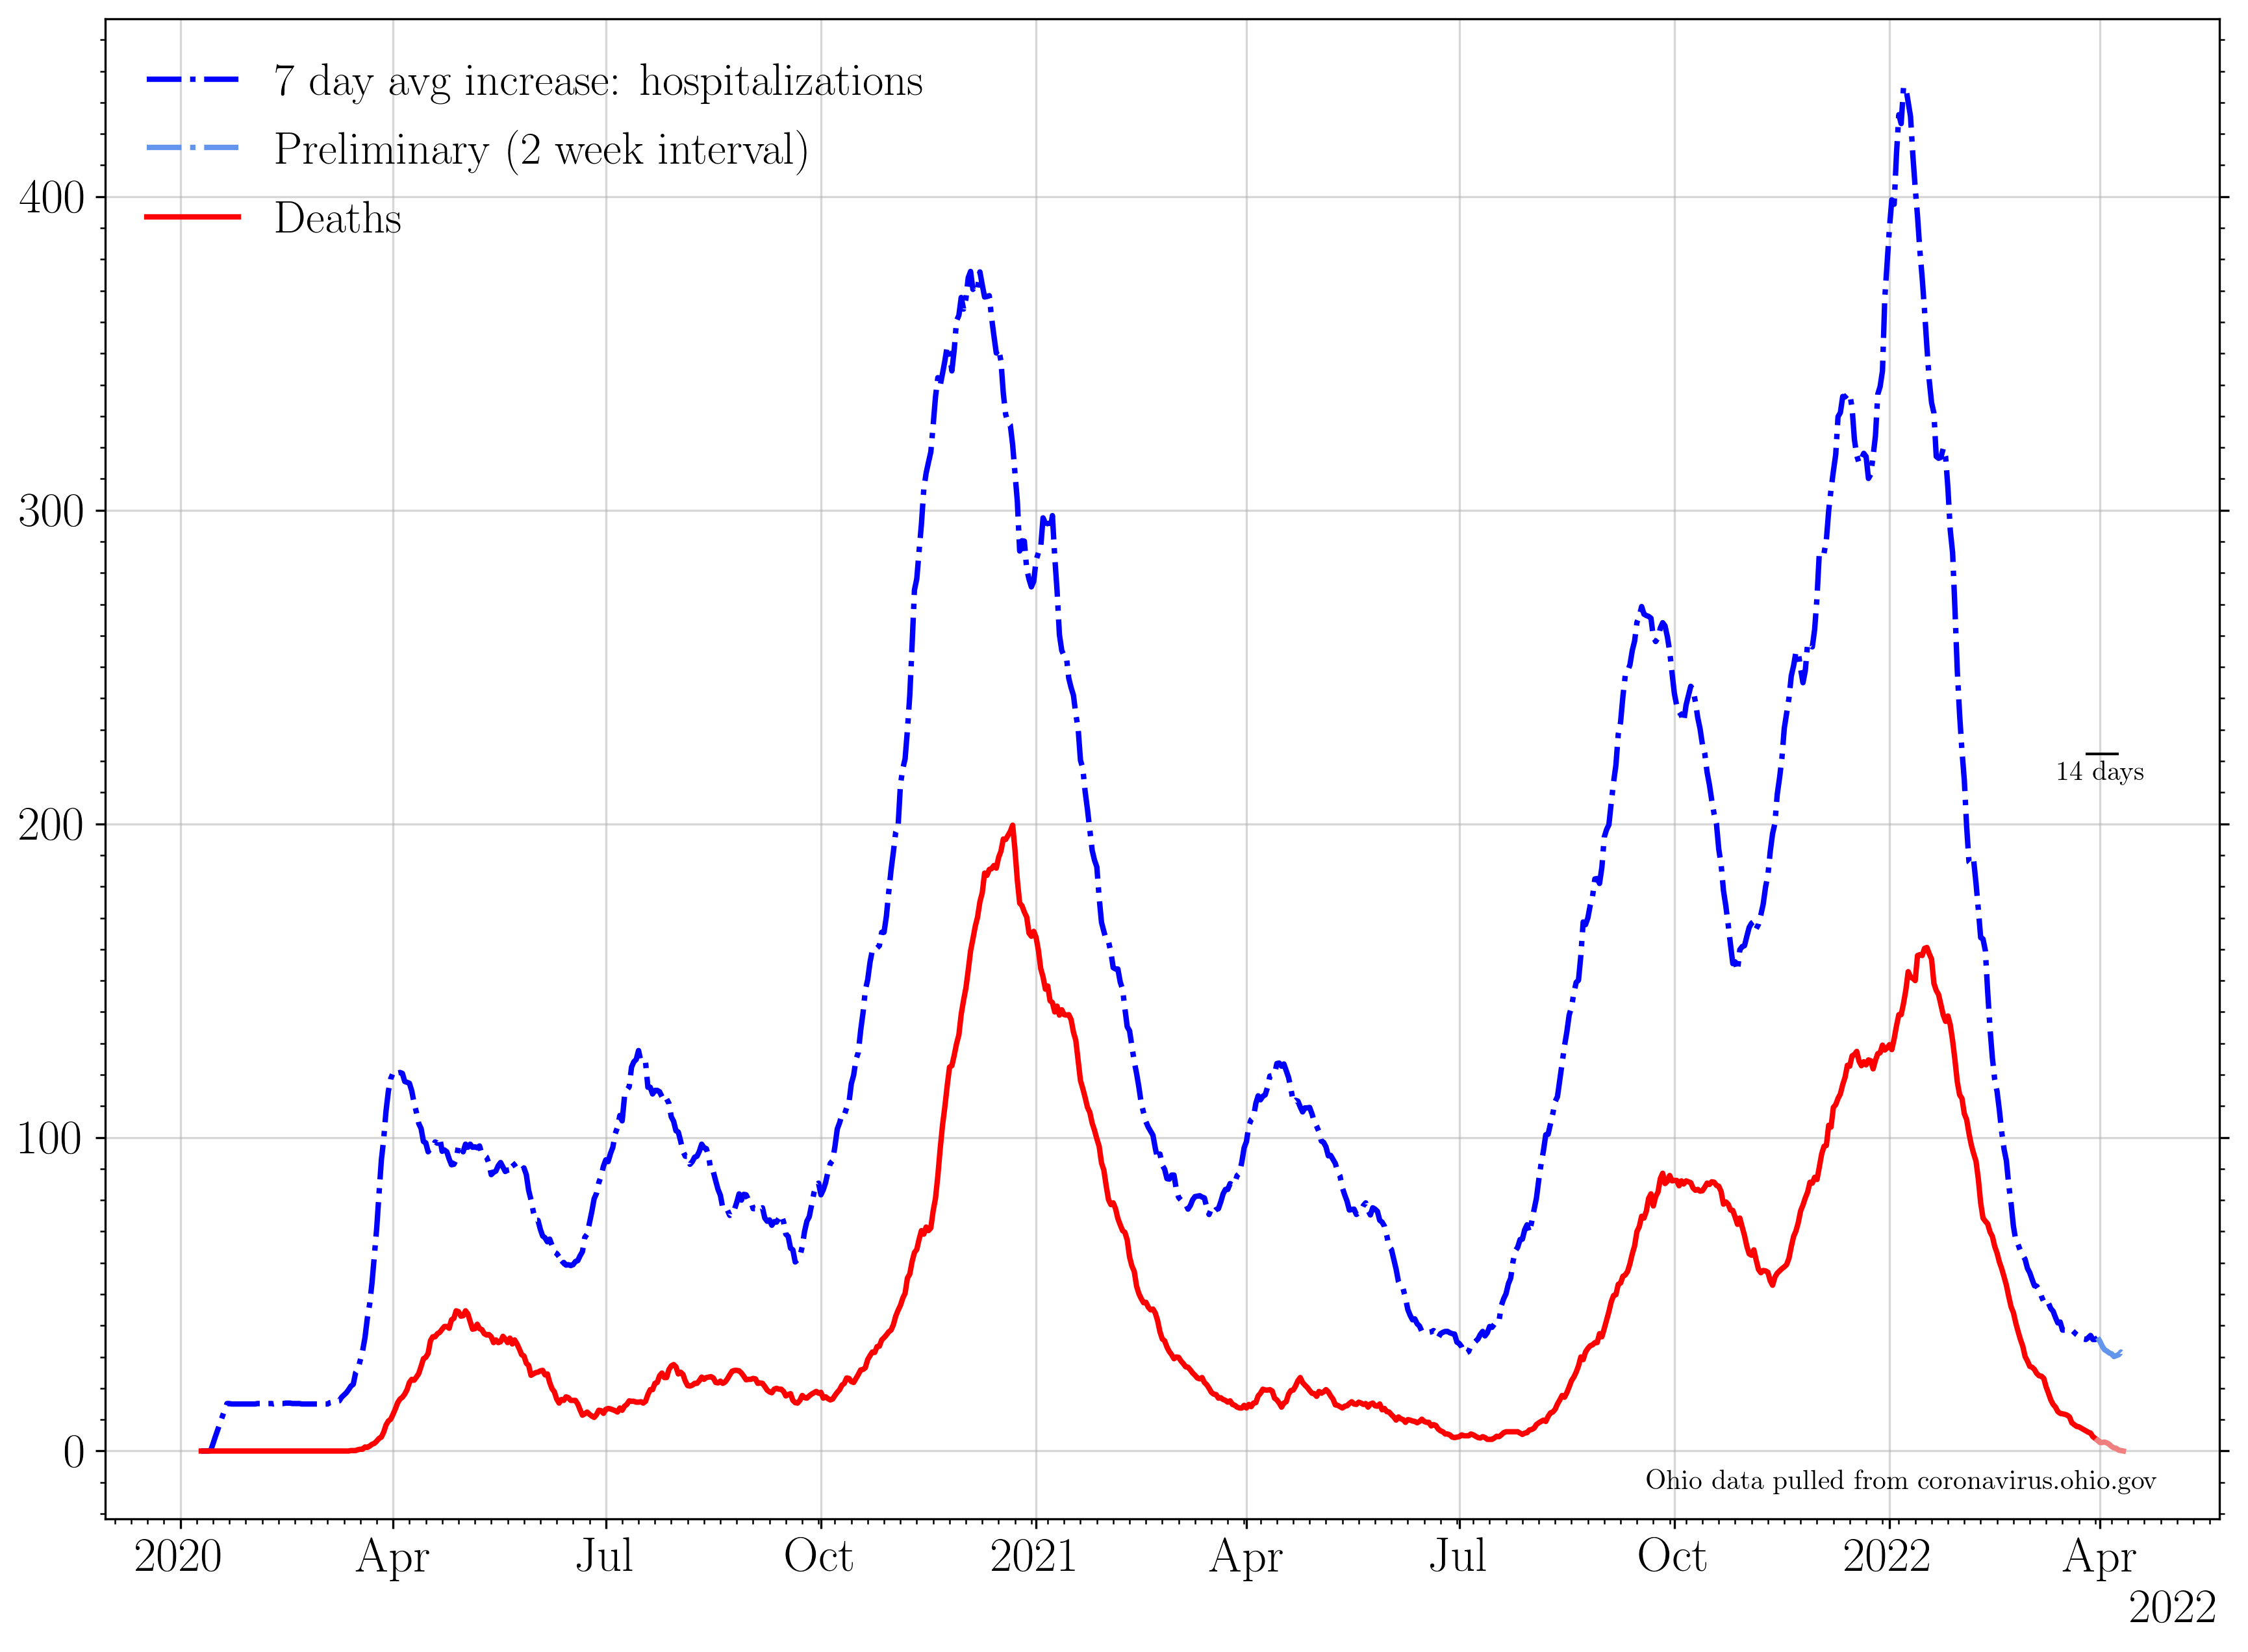 7 day avg increase: hospitalizations
Preliminary (2 week interval)
Deaths
400
300
200
100
0
14 days
Ohio data pulled from coronavirus.ohio.gov
2020 Apr Jul Oct 2021 Apr Jul Oct 2022 Apr
2022